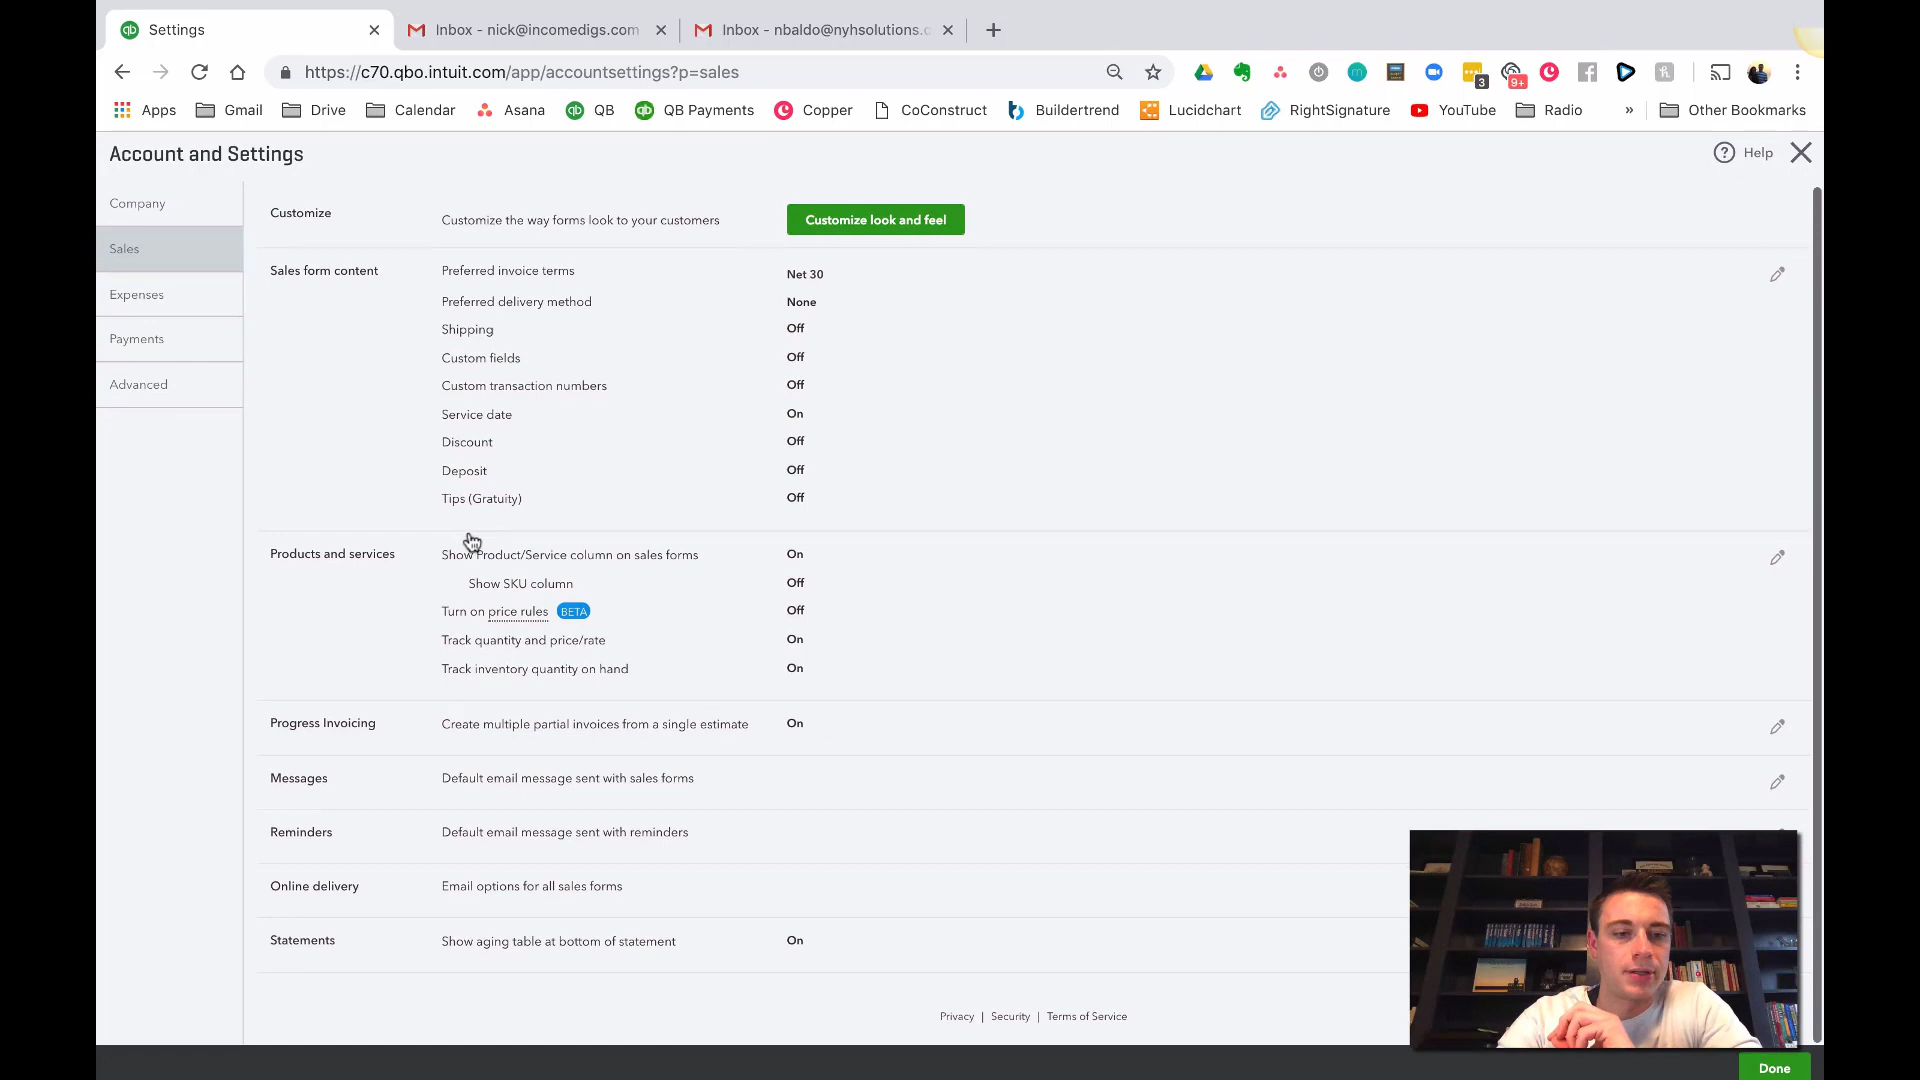 Settings
Inbox - nick@incomedigs.com
Inbox - nbaldo@nyhsolutions.c
https://c70.qbo.intuit.com/app/accountsettings?p=sales
3
9+
Apps
Gmail
Drive
Calendar
Asana
QB
QB Payments
Copper
CoConstruct
Buildertrend
Lucidchart
RightSignature
YouTube
Radio
»
Other Bookmarks
Account and Settings
Help
Company
Sales
Expenses
Payments
Advanced
Customize
Customize the way forms look to your customers
Customize look and feel
Sales form content
Preferred invoice terms Net 30
Preferred delivery method None
Shipping Off
Custom fields Off
Custom transaction numbers Off
Service date On
Discount Off
Deposit Off
Tips (Gratuity) Off
Products and services
Show Product/Service column on sales forms On
Show SKU column Off
Turn on price rules BETA Off
Track quantity and price/rate On
Track inventory quantity on hand On
Progress Invoicing Create multiple partial invoices from a single estimate On
Messages Default email message sent with sales forms
Reminders Default email message sent with reminders
Online delivery Email options for all sales forms
Statements Show aging table at bottom of statement On
Privacy | Security | Terms of Service
Done